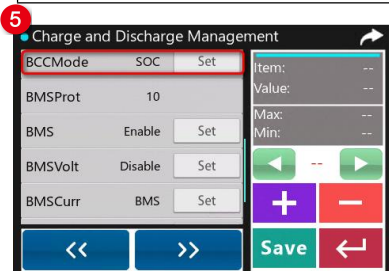 5
Charge and Discharge Management
BCCMode SOC Set
BMSProt 10
BMS Enable Set
BMSVolt Disable Set
BMSCurr BMS Set
<< >>
Item: --
Value: --
Max: --
Min: --
--
+ −
Save